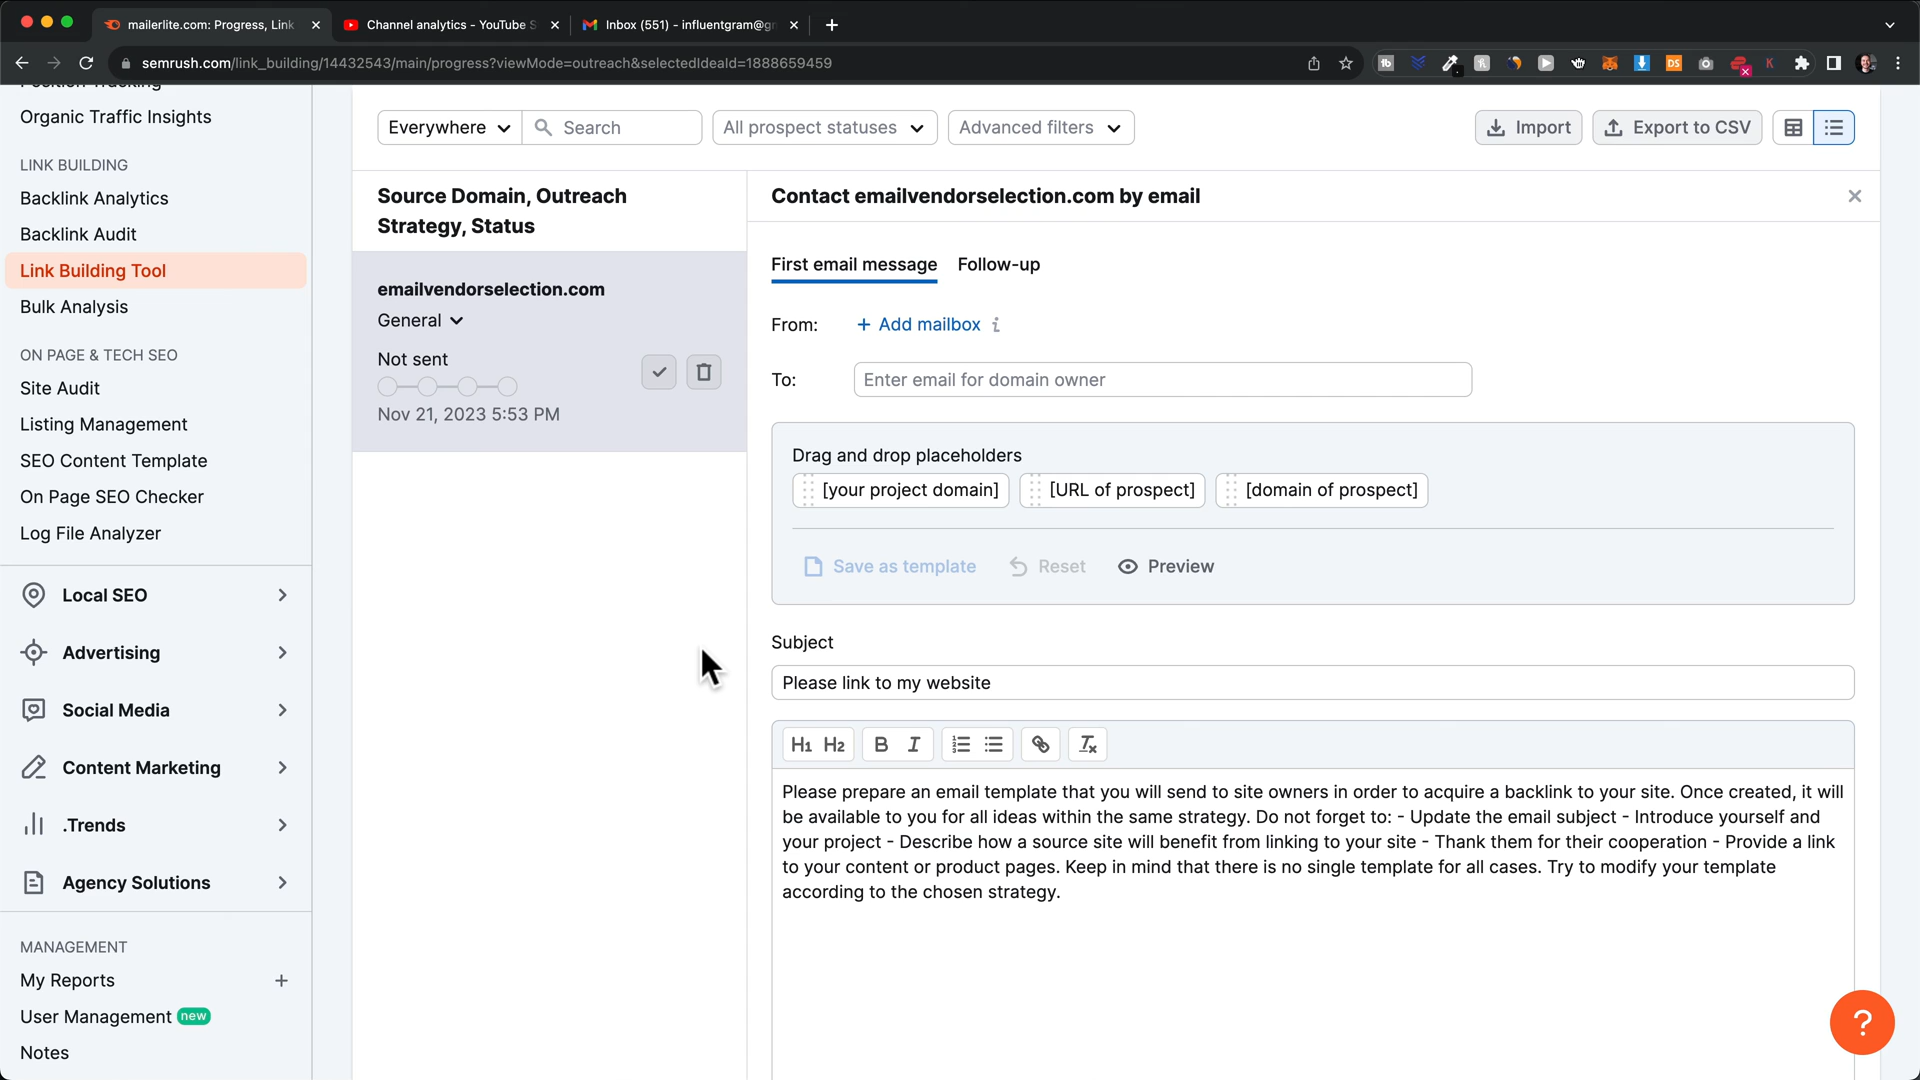 mailerlite.com: Progress, Link
Channel analytics - YouTube S
Inbox (551) - influentgram@g
semrush.com/link_building/14432543/main/progress?viewMode=outreach&selectedIdeaId=1888659459
Position Tracking
Organic Traffic Insights
LINK BUILDING
Backlink Analytics
Backlink Audit
Link Building Tool
Bulk Analysis
ON PAGE & TECH SEO
Site Audit
Listing Management
SEO Content Template
On Page SEO Checker
Log File Analyzer
Local SEO
Advertising
Social Media
Content Marketing
.Trends
Agency Solutions
MANAGEMENT
My Reports +
User Management new
Notes
Everywhere
Search
All prospect statuses
Advanced filters
Import
Export to CSV
Source Domain, Outreach
Strategy, Status
emailvendorselection.com
General
Not sent
Nov 21, 2023 5:53 PM
Contact emailvendorselection.com by email
First email message
Follow-up
From: + Add mailbox i
To: Enter email for domain owner
Drag and drop placeholders
[your project domain] [URL of prospect] [domain of prospect]
Save as template Reset Preview
Subject
Please link to my website
H1 H2 B I
Please prepare an email template that you will send to site owners in order to acquire a backlink to your site. Once created, it will
be available to you for all ideas within the same strategy. Do not forget to: - Update the email subject - Introduce yourself and
your project - Describe how a source site will benefit from linking to your site - Thank them for their cooperation - Provide a link
to your content or product pages. Keep in mind that there is no single template for all cases. Try to modify your template
according to the chosen strategy.
?